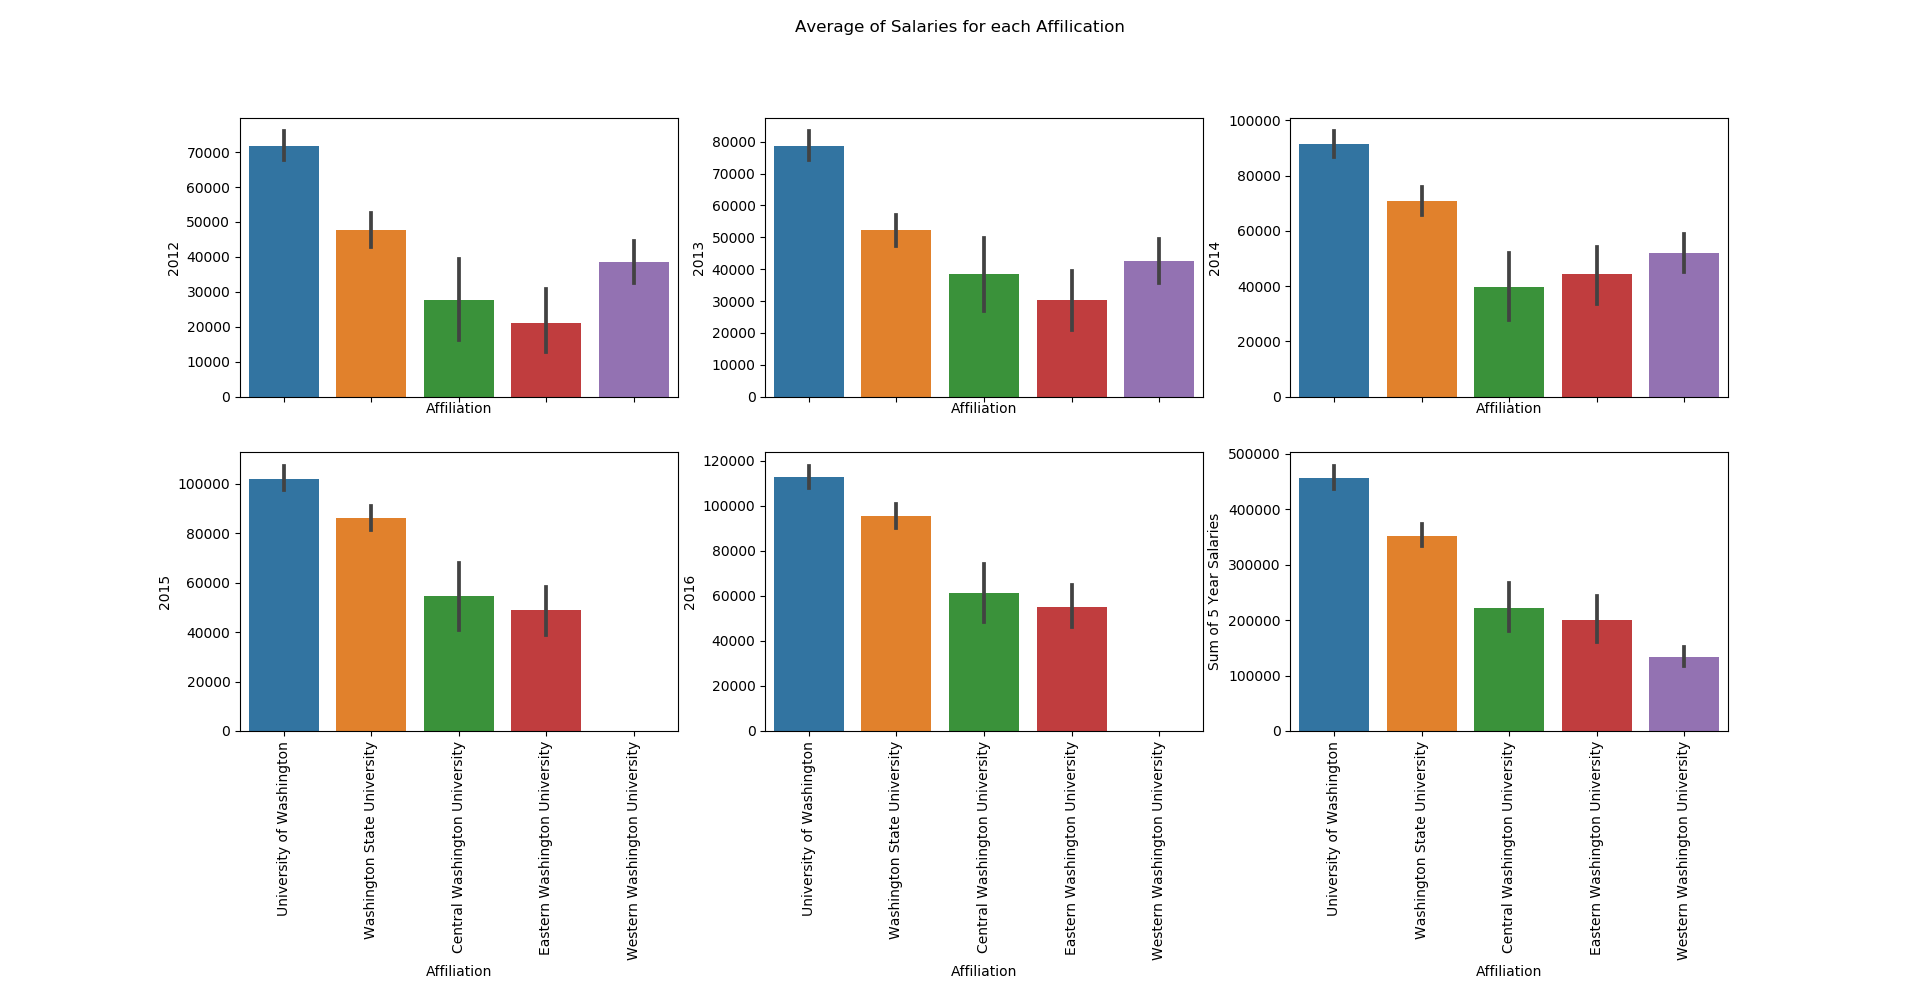 Average of Salaries for each Affilication
70000
60000
50000
40000
30000
20000
10000
0
2012
Affiliation
80000
70000
60000
50000
40000
30000
20000
10000
0
2013
Affiliation
100000
80000
60000
40000
20000
0
2014
Affiliation
100000
80000
60000
40000
20000
0
2015
University of Washington
Washington State University
Central Washington University
Eastern Washington University
Western Washington University
Affiliation
120000
100000
80000
60000
40000
20000
0
2016
University of Washington
Washington State University
Central Washington University
Eastern Washington University
Western Washington University
Affiliation
500000
400000
300000
200000
100000
0
Sum of 5 Year Salaries
University of Washington
Washington State University
Central Washington University
Eastern Washington University
Western Washington University
Affiliation